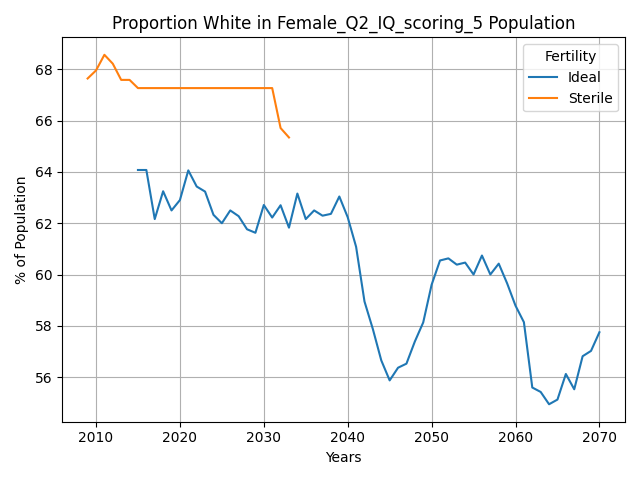 Proportion White in Female_Q2_IQ_scoring_5 Population
% of Population
68
66
64
62
60
58
56
Fertility
Ideal
Sterile
2010 2020 2030 2040 2050 2060 2070
Years